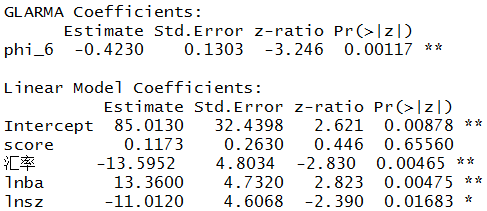 GLARMA Coefficients:
Estimate Std.Error z-ratio Pr(>|z|)
phi_6 -0.4230 0.1303 -3.246 0.00117 **
Linear Model Coefficients:
Estimate Std.Error z-ratio Pr(>|z|)
Intercept 85.0130 32.4398 2.621 0.00878 **
score 0.1173 0.2630 0.446 0.65560
汇率 -13.5952 4.8034 -2.830 0.00465 **
lnba 13.3600 4.7320 2.823 0.00475 **
lnsz -11.0120 4.6068 -2.390 0.01683 *